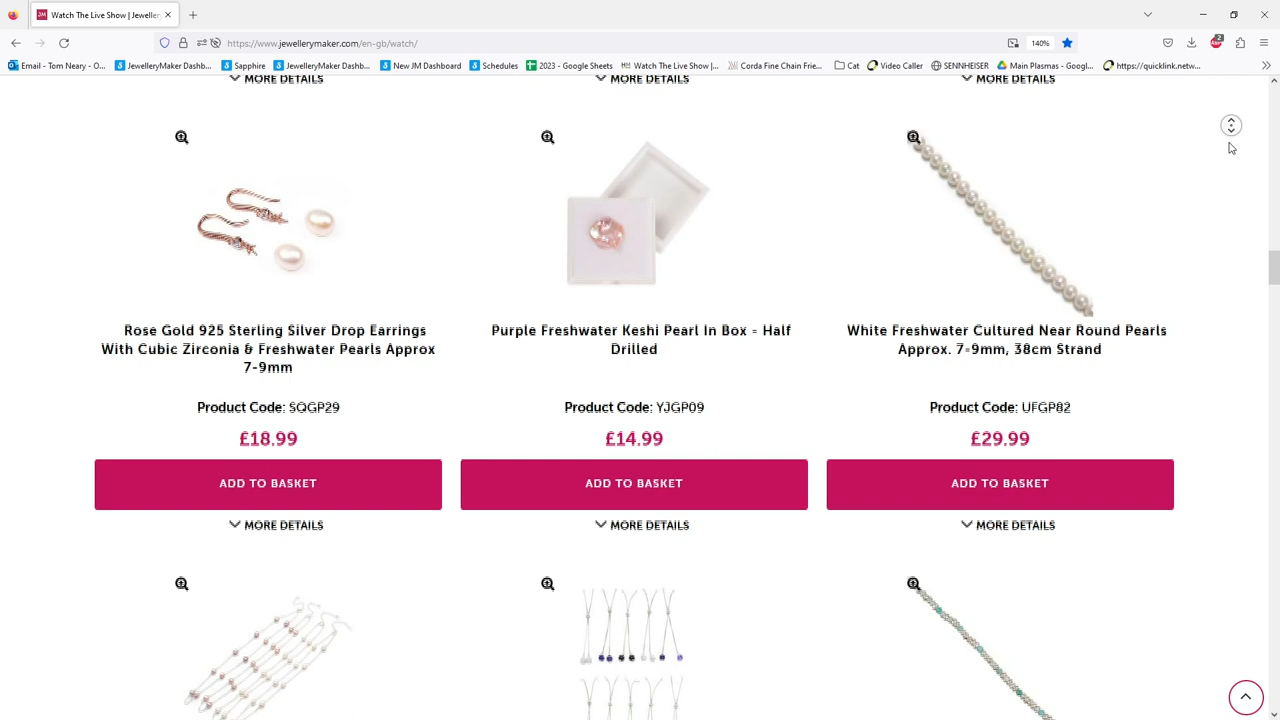 Watch The Live Show | Jeweller
https://www.jewellerymaker.com/en-gb/watch/
140%
2
Email - Tom Neary - O...
JewelleryMaker Dashb...
Sapphire
JewelleryMaker Dashb...
New JM Dashboard
Schedules
2023 - Google Sheets
Watch The Live Show |...
Corda Fine Chain Frie...
Cat
Video Caller
SENNHEISER
Main Plasmas - Googl...
https://quicklink.netw...
MORE DETAILS
MORE DETAILS
MORE DETAILS
Rose Gold 925 Sterling Silver Drop Earrings
With Cubic Zirconia & Freshwater Pearls Approx
7-9mm
Product Code: SQGP29
£18.99
ADD TO BASKET
MORE DETAILS
Purple Freshwater Keshi Pearl In Box - Half
Drilled
Product Code: YJGP09
£14.99
ADD TO BASKET
MORE DETAILS
White Freshwater Cultured Near Round Pearls
Approx. 7-9mm, 38cm Strand
Product Code: UFGP82
£29.99
ADD TO BASKET
MORE DETAILS